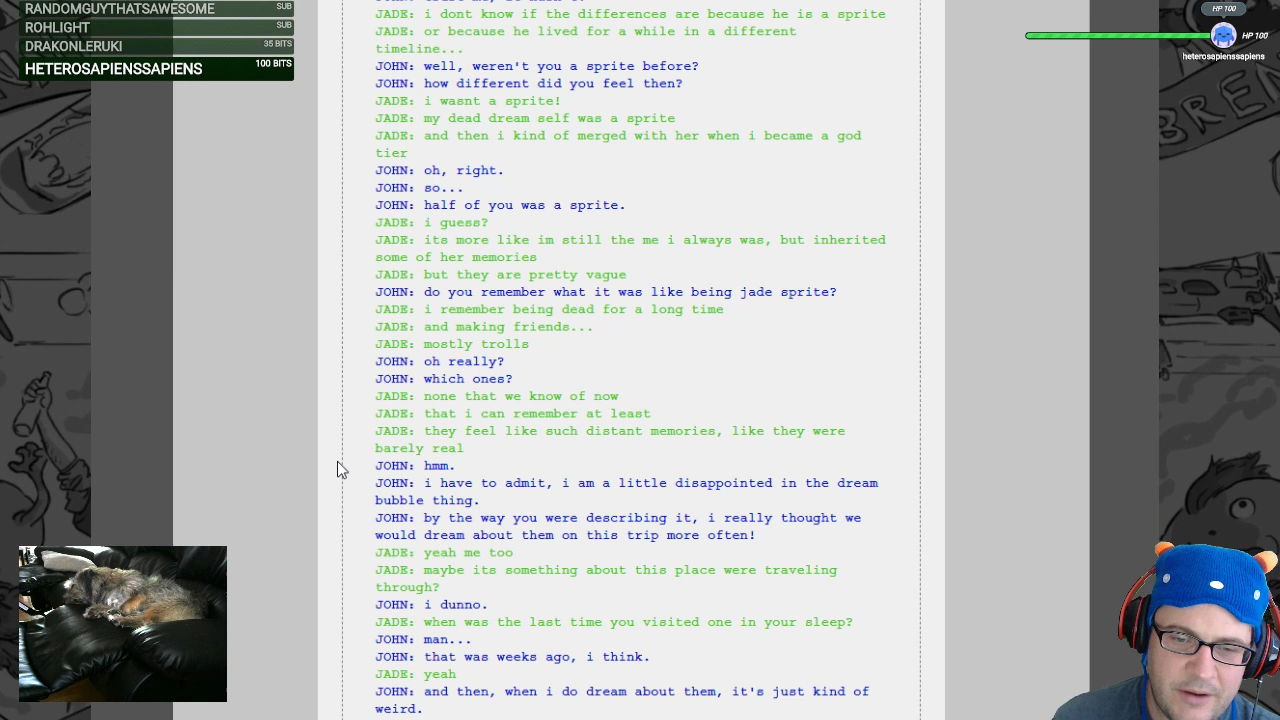 RANDOMGUYTHATSAWESOME SUB
ROHLIGHT SUB
DRAKONLERUKI 35 BITS
HETEROSAPIENSSAPIENS 100 BITS
HP 100
HP 100
heterosapienssapiens
BRE
JADE: i dont know if the differences are because he is a sprite
JADE: or because he lived for a while in a different
timeline...
JOHN: well, weren't you a sprite before?
JOHN: how different did you feel then?
JADE: i wasnt a sprite!
JADE: my dead dream self was a sprite
JADE: and then i kind of merged with her when i became a god
tier
JOHN: oh, right.
JOHN: so...
JOHN: half of you was a sprite.
JADE: i guess?
JADE: its more like im still the me i always was, but inherited
some of her memories
JADE: but they are pretty vague
JOHN: do you remember what it was like being jade sprite?
JADE: i remember being dead for a long time
JADE: and making friends...
JADE: mostly trolls
JOHN: oh really?
JOHN: which ones?
JADE: none that we know of now
JADE: that i can remember at least
JADE: they feel like such distant memories, like they were
barely real
JOHN: hmm.
JOHN: i have to admit, i am a little disappointed in the dream
bubble thing.
JOHN: by the way you were describing it, i really thought we
would dream about them on this trip more often!
JADE: yeah me too
JADE: maybe its something about this place were traveling
through?
JOHN: i dunno.
JADE: when was the last time you visited one in your sleep?
JOHN: man...
JOHN: that was weeks ago, i think.
JADE: yeah
JOHN: and then, when i do dream about them, it's just kind of
weird.